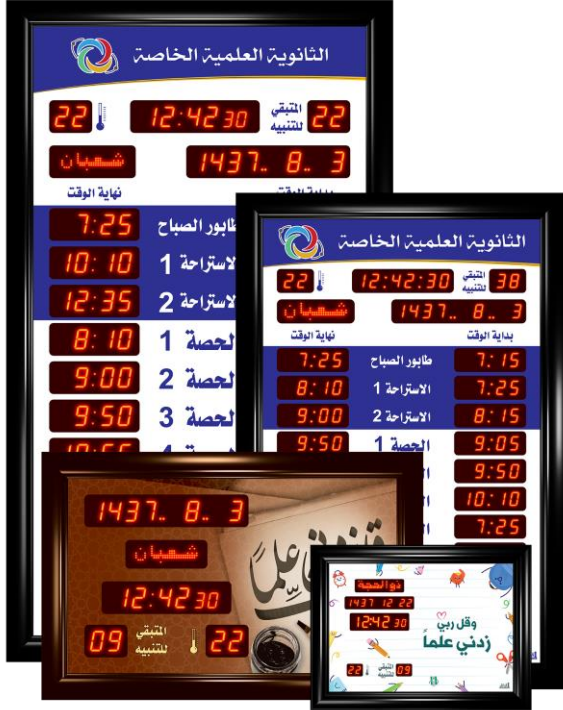 الثانوية العلمية الخاصة
22 المتبقي للتنبيه 12:42 30 22
1437.. 8.. 3 شعبان
نهاية الوقت
طابور الصباح 7:25
الاستراحة 1 10:10
الاستراحة 2 12:35
الحصة 1 8:10
الحصة 2 9:00
الحصة 3 9:50
الثانوية العلمية الخاصة
38 المتبقي للتنبيه 12:42:30 22
1437.. 8.. 3 شعبان
بداية الوقت نهاية الوقت
7:15 طابور الصباح 7:25
7:25 الاستراحة 1 8:10
8:15 الاستراحة 2 9:00
9:05 الحصة 1 9:50
9:50
10:10
7:25
1437.. 8.. 3
شعبان
12:42 30
22 المتبقي للتنبيه 09
زدني علماً
ذو الحجة
1437 12 22
12:42 30
وقل ربي
زدني علماً
09 المتبقي للتنبيه 22